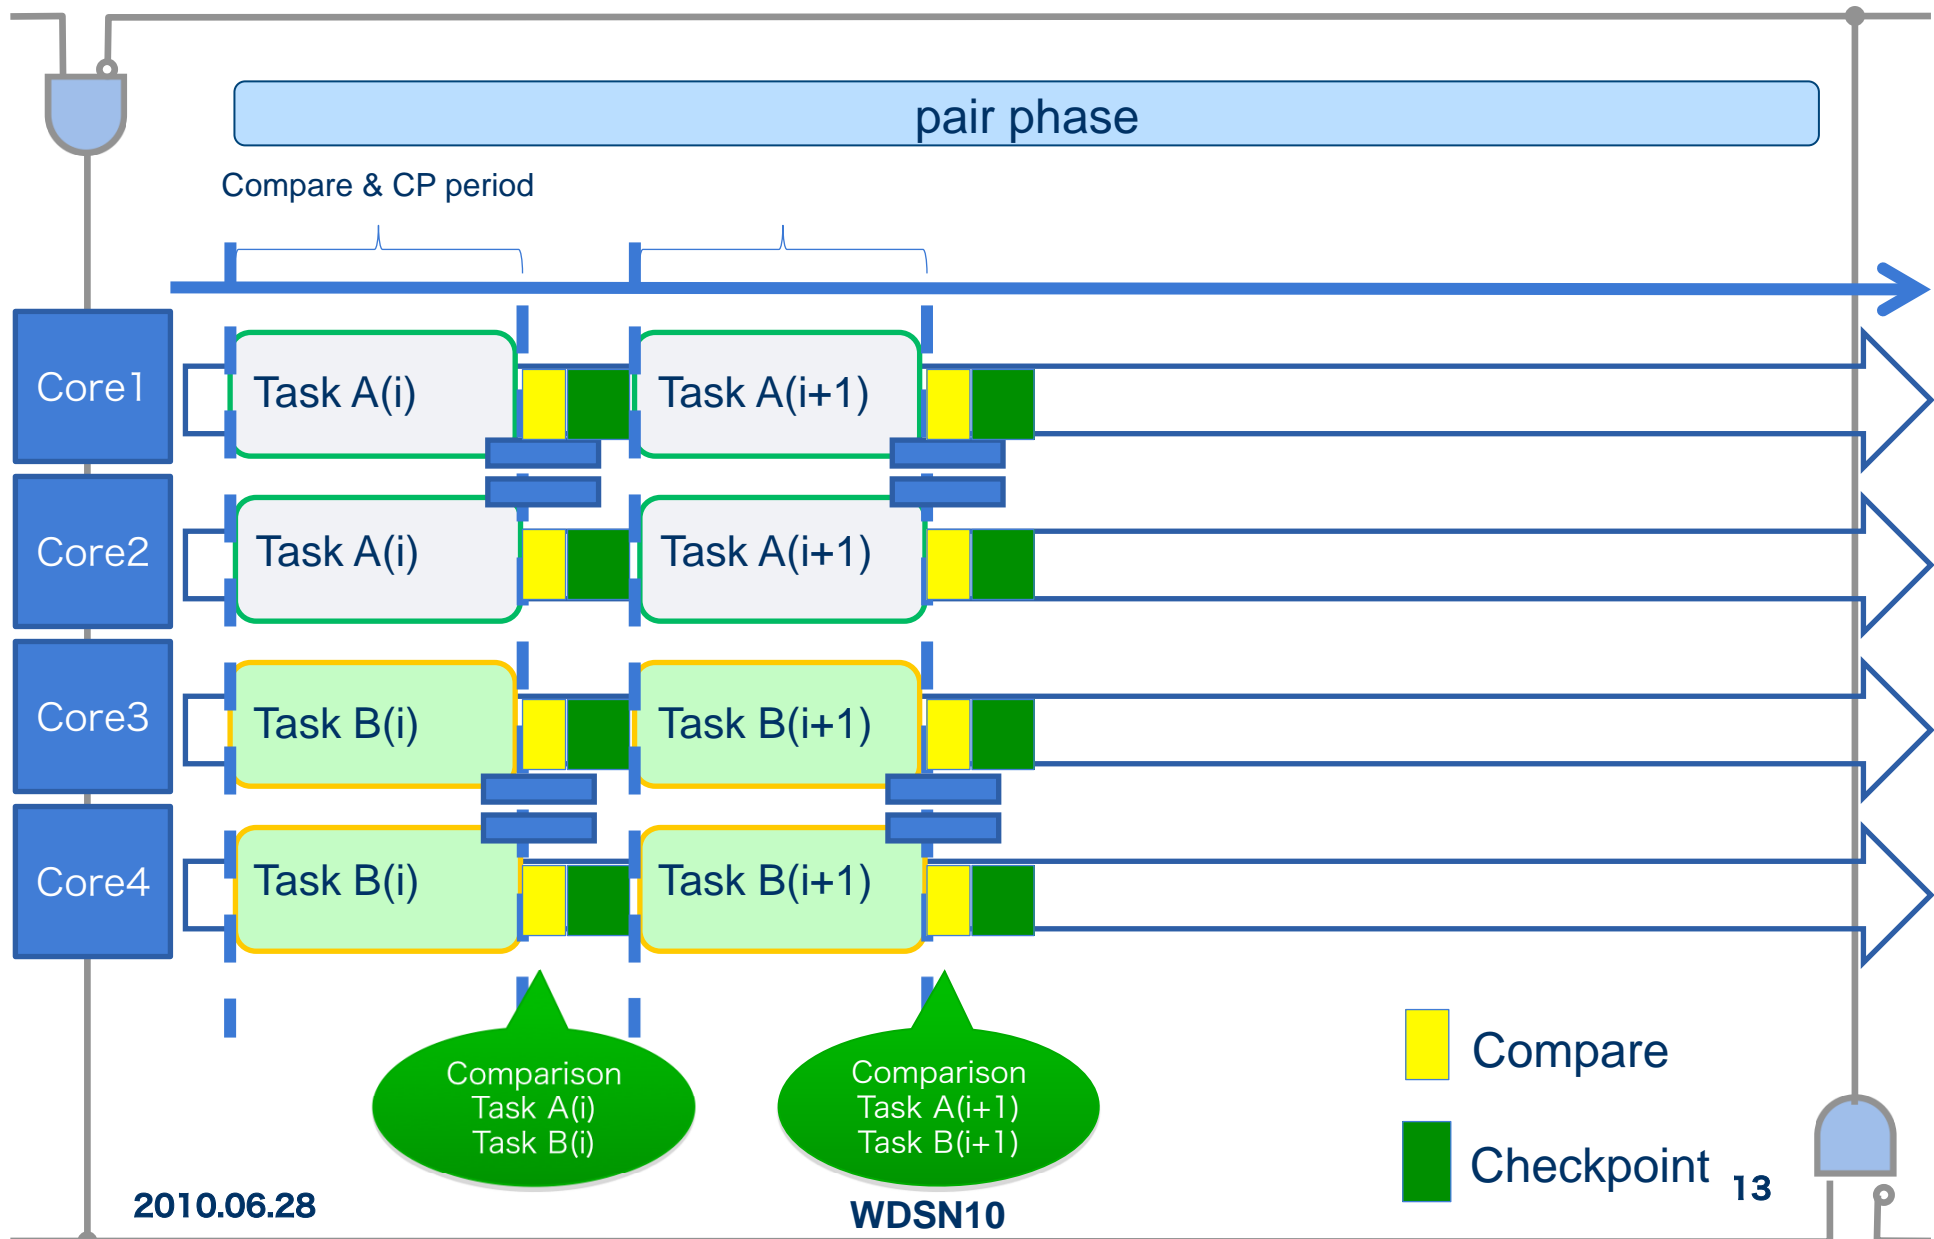 pair phase
Compare & CP period
Core1
Task A(i)
Task A(i+1)
Core2
Task A(i)
Task A(i+1)
Core3
Task B(i)
Task B(i+1)
Core4
Task B(i)
Task B(i+1)
Comparison
Task A(i)
Task B(i)
Comparison
Task A(i+1)
Task B(i+1)
Compare
Checkpoint
2010.06.28
WDSN10
13